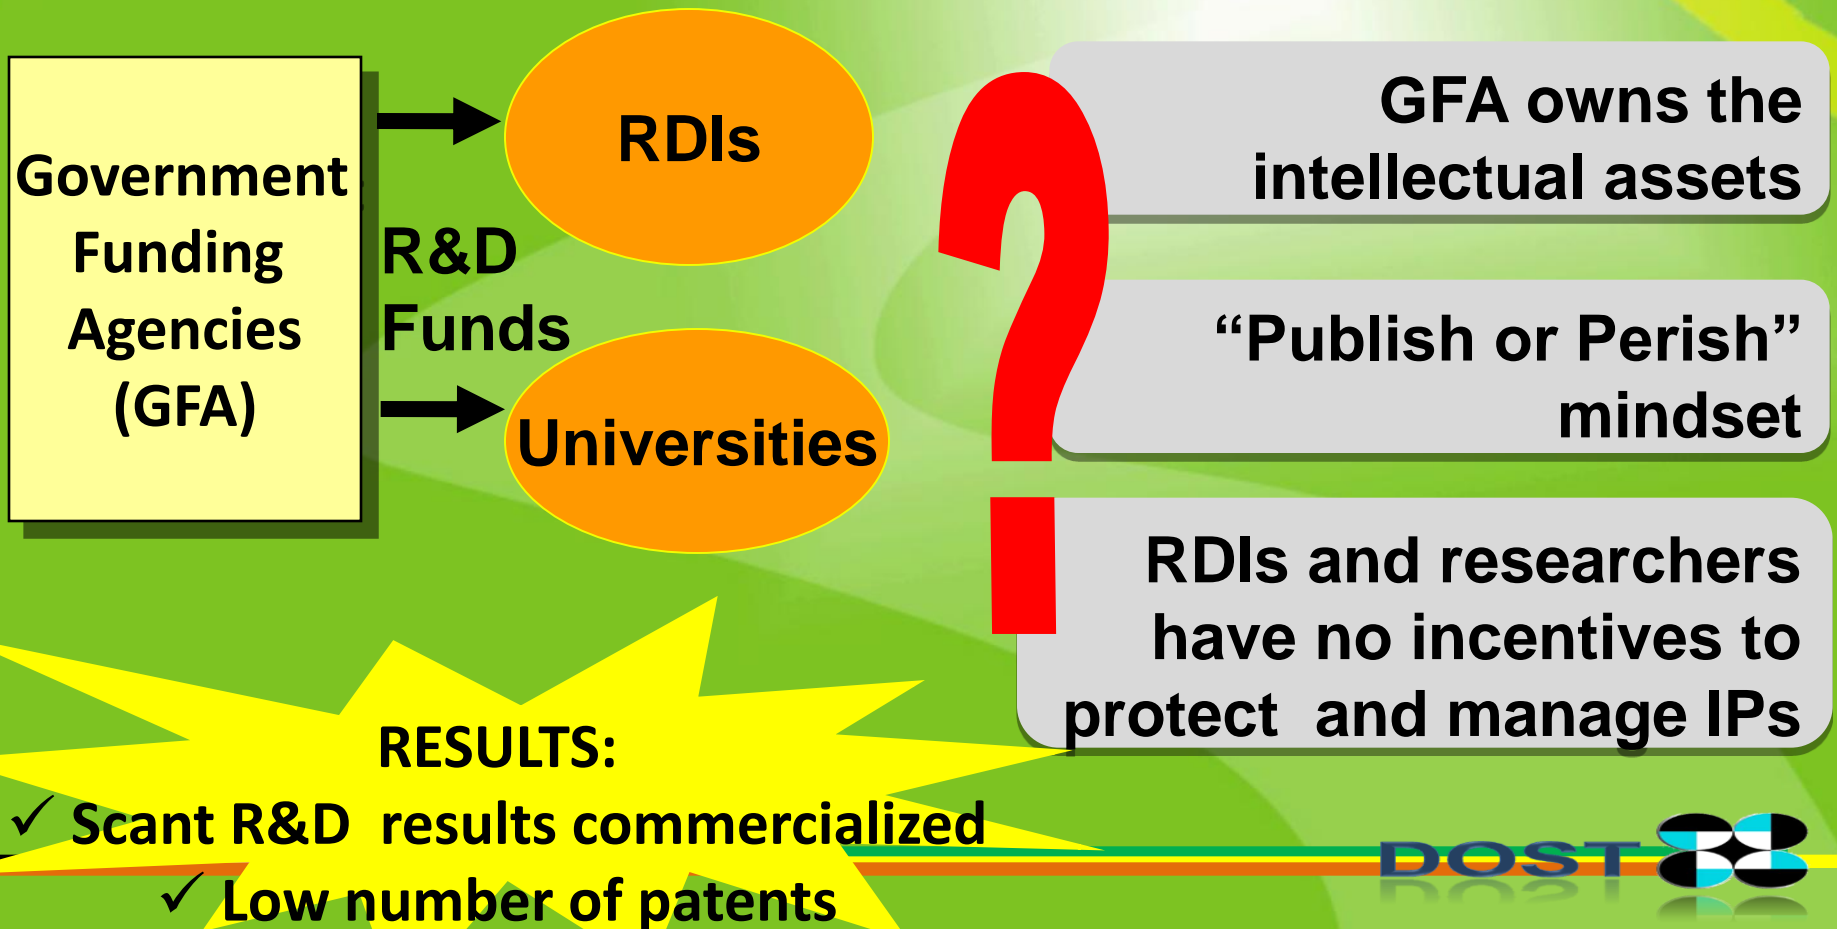 Government
Funding
Agencies
(GFA)
R&D
Funds
RDIs
Universities
?
GFA owns the
intellectual assets
“Publish or Perish”
mindset
RDIs and researchers
have no incentives to
protect  and manage IPs
RESULTS:
✓ Scant R&D  results commercialized
✓ Low number of patents
DOST